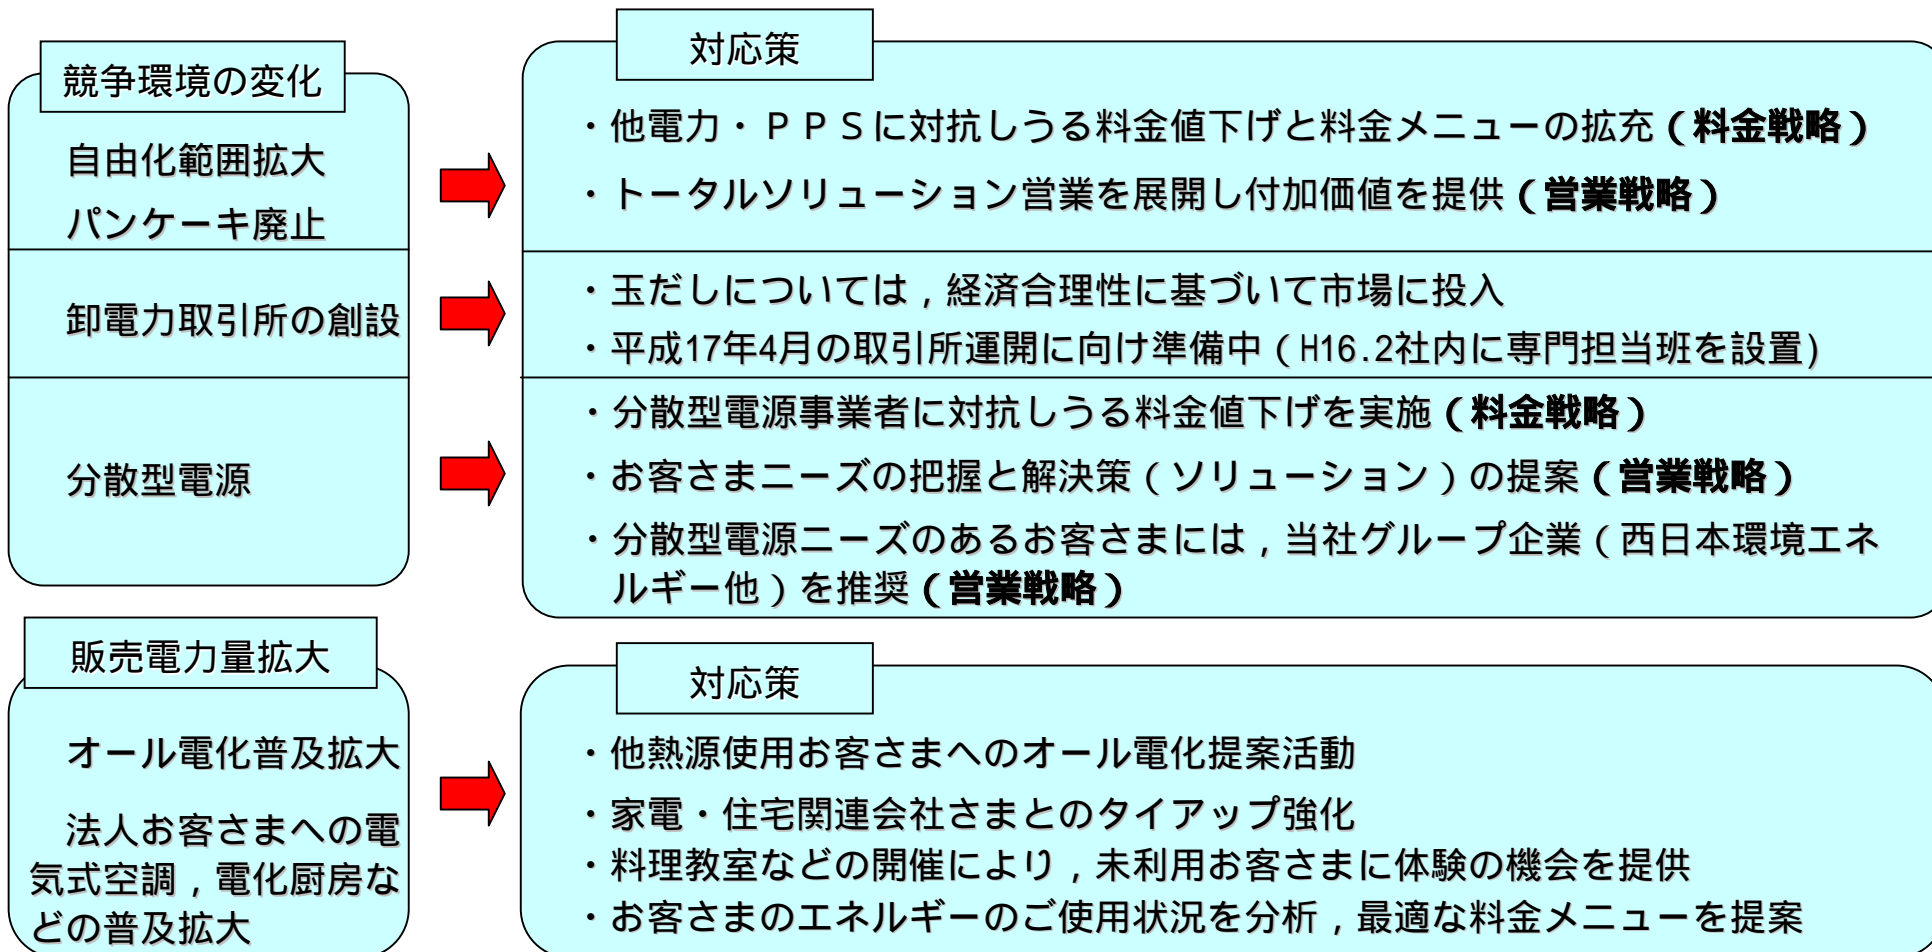 競争環境の変化
自由化範囲拡大
パンケーキ廃止
卸電力取引所の創設
分散型電源
対応策
・他電力・ＰＰＳに対抗しうる料金値下げと料金メニューの拡充（料金戦略）
・トータルソリューション営業を展開し付加価値を提供（営業戦略）
・玉だしについては，経済合理性に基づいて市場に投入
・平成17年4月の取引所運開に向け準備中（H16.2社内に専門担当班を設置)
・分散型電源事業者に対抗しうる料金値下げを実施（料金戦略）
・お客さまニーズの把握と解決策（ソリューション）の提案（営業戦略）
・分散型電源ニーズのあるお客さまには，当社グループ企業（西日本環境エネ
ルギー他）を推奨（営業戦略）
販売電力量拡大
オール電化普及拡大
法人お客さまへの電
気式空調，電化厨房な
どの普及拡大
対応策
・他熱源使用お客さまへのオール電化提案活動
・家電・住宅関連会社さまとのタイアップ強化
・料理教室などの開催により，未利用お客さまに体験の機会を提供
・お客さまのエネルギーのご使用状況を分析，最適な料金メニューを提案